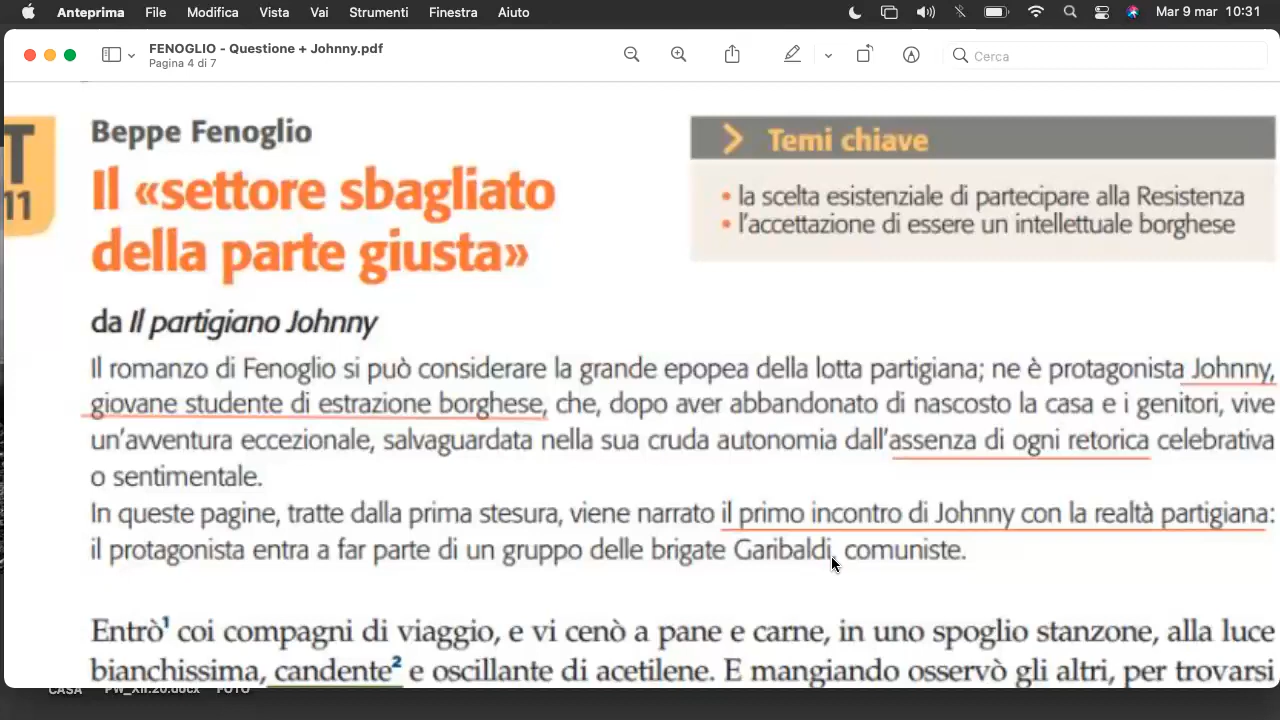 Anteprima File Modifica Vista Vai Strumenti Finestra Aiuto Mar 9 mar 10:31
FENOGLIO - Questione + Johnny.pdf
Pagina 4 di 7
Cerca
T
11
Beppe Fenoglio
Il «settore sbagliato
della parte giusta»
Temi chiave
• la scelta esistenziale di partecipare alla Resistenza
• l'accettazione di essere un intellettuale borghese
da Il partigiano Johnny
Il romanzo di Fenoglio si può considerare la grande epopea della lotta partigiana; ne è protagonista Johnny,
giovane studente di estrazione borghese, che, dopo aver abbandonato di nascosto la casa e i genitori, vive
un'avventura eccezionale, salvaguardata nella sua cruda autonomia dall'assenza di ogni retorica celebrativa
o sentimentale.
In queste pagine, tratte dalla prima stesura, viene narrato il primo incontro di Johnny con la realtà partigiana:
il protagonista entra a far parte di un gruppo delle brigate Garibaldi, comuniste.
Entrò¹ coi compagni di viaggio, e vi cenò a pane e carne, in uno spoglio stanzone, alla luce
bianchissima, candente² e oscillante di acetilene. E mangiando osservò gli altri, per trovarsi
CASA PW_XII.20.docx FOTO